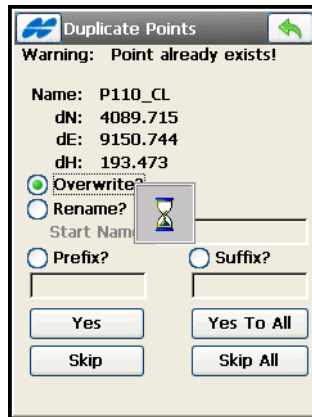 Duplicate Points
Warning: Point already exists!
Name: P110_CL
dN: 4089.715
dE: 9150.744
dH: 193.473
Overwrite?
Rename?
Start Name
Prefix? Suffix?
Yes Yes To All
Skip Skip All